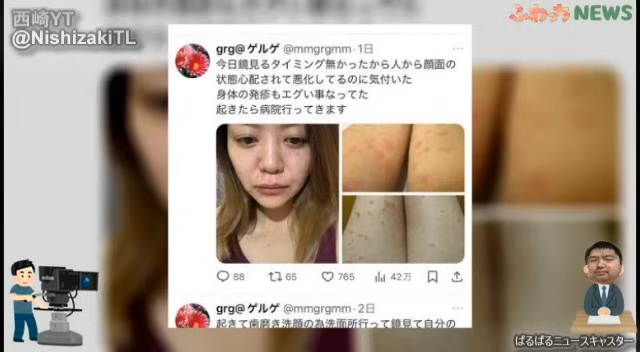 西崎YT
@NishizakiTL
ふわっち NEWS
grg@ゲルゲ @mmgrgmm・1日
今日鏡見るタイミング無かったから人から顔面の
状態心配されて悪化してるのに気付いた
身体の発疹もエグい事なってた
起きたら病院行ってきます
88 65 765 42万
grg@ゲルゲ @mmgrgmm・2日
起きて歯磨き洗顔の為洗面所行って鏡見て自分の
ぱるぱるニュースキャスター